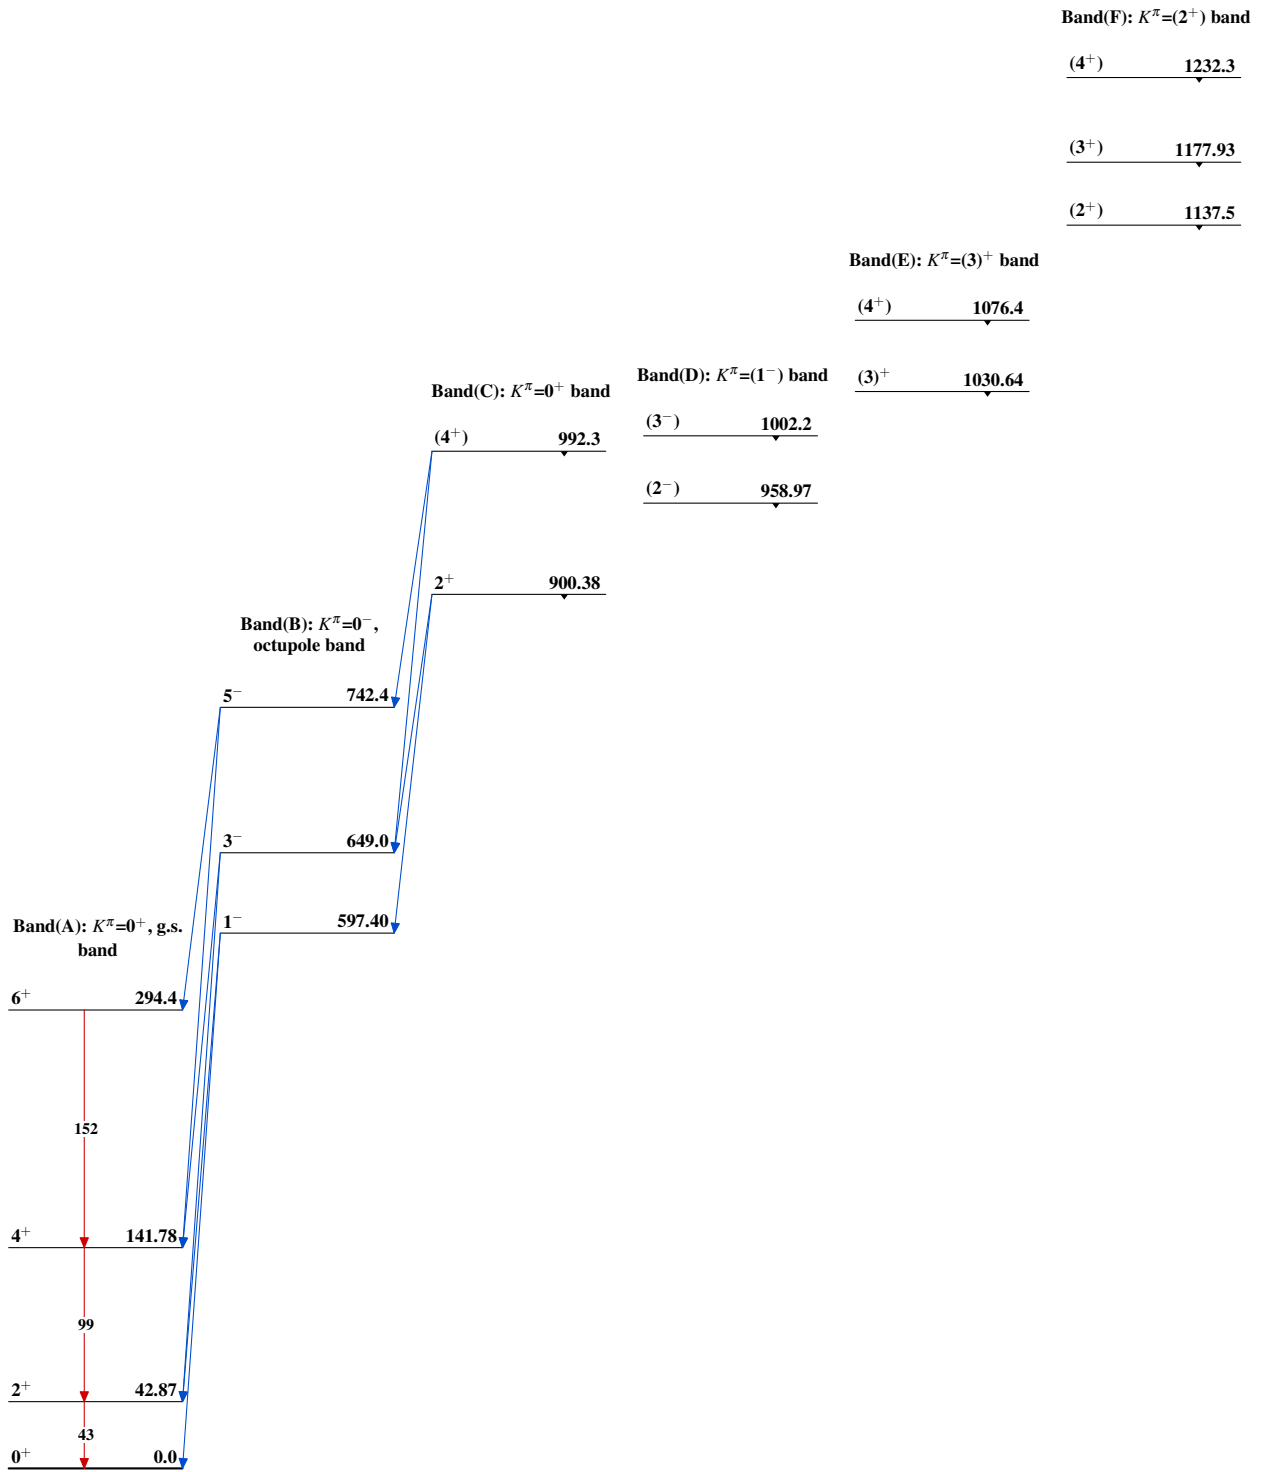 Band(F): Kπ=(2+) band
(4+) 1232.3
(3+) 1177.93
(2+) 1137.5
Band(E): Kπ=(3)+ band
(4+) 1076.4
(3)+ 1030.64
Band(D): Kπ=(1−) band
(3−) 1002.2
(2−) 958.97
Band(C): Kπ=0+ band
(4+) 992.3
2+ 900.38
Band(B): Kπ=0−,
octupole band
5− 742.4
3− 649.0
1− 597.40
Band(A): Kπ=0+, g.s.
band
6+ 294.4
152
4+ 141.78
99
2+ 42.87
43
0+ 0.0